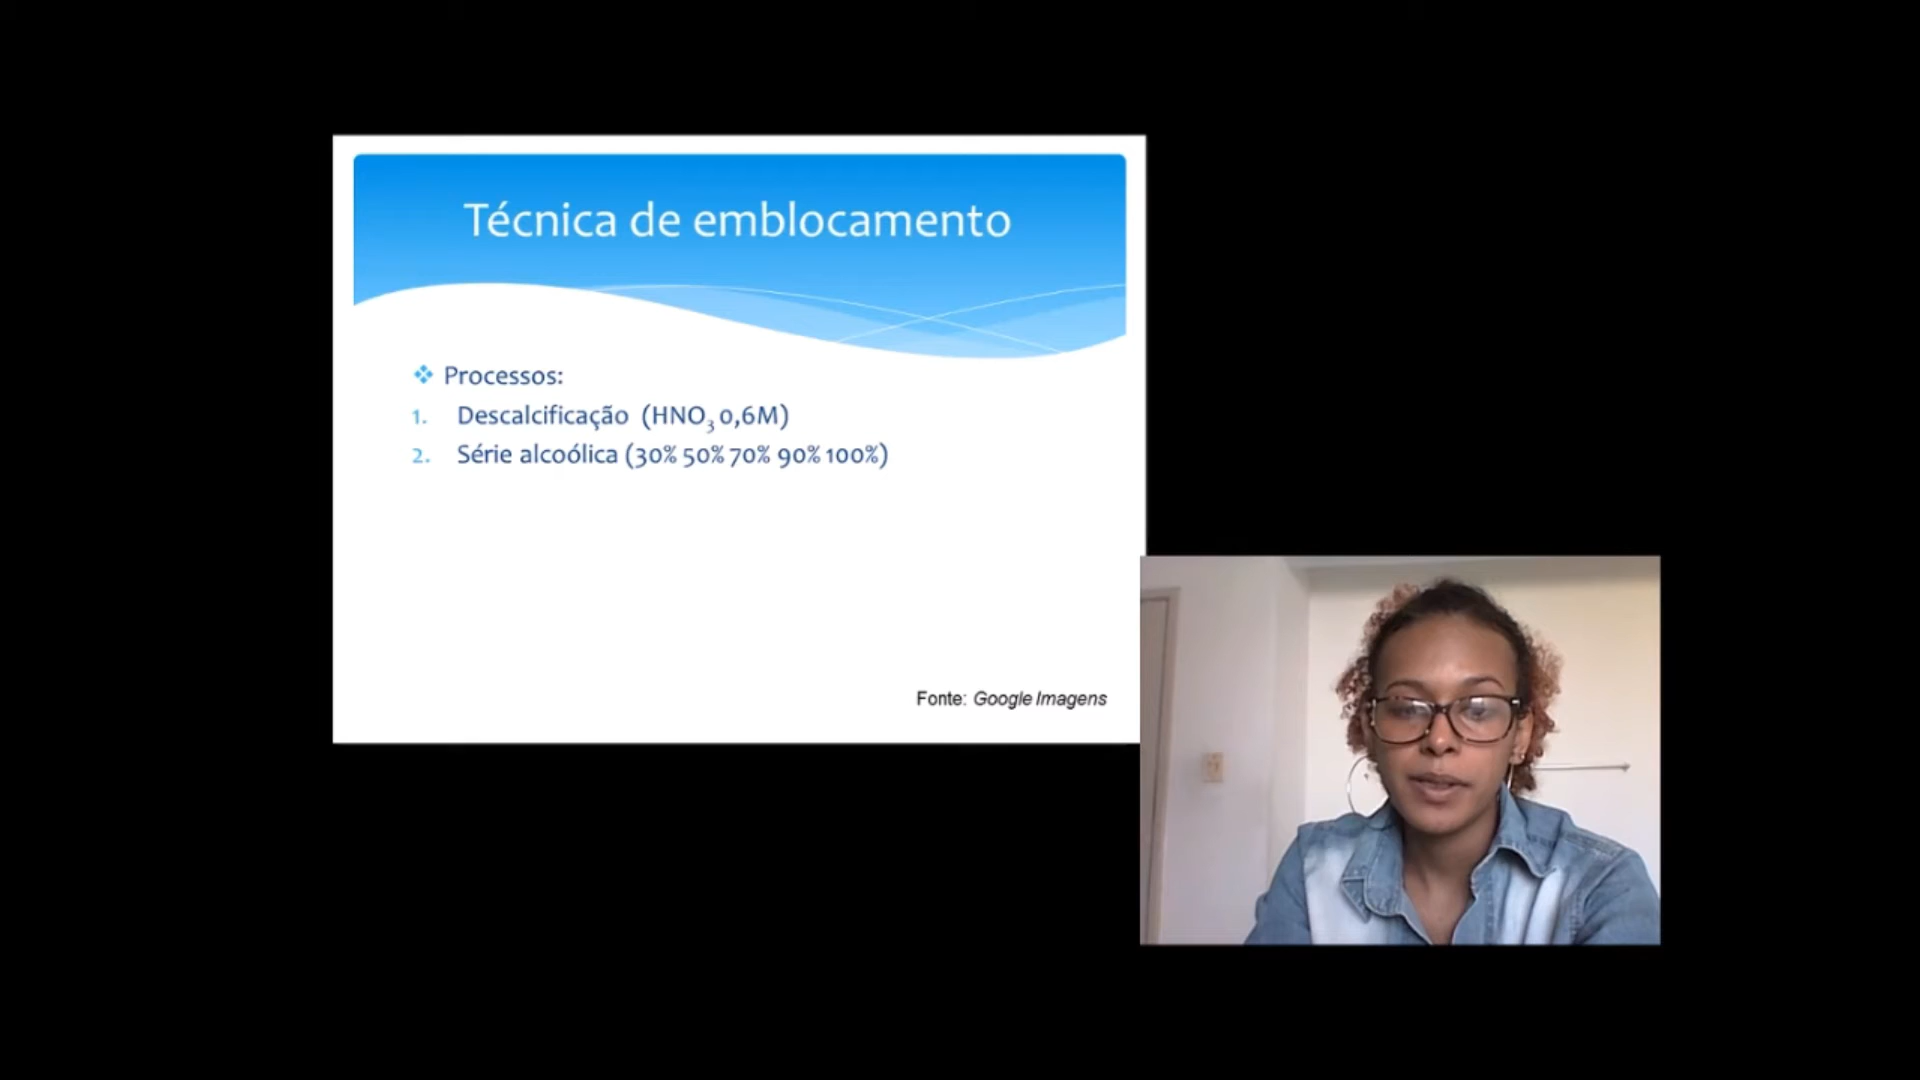 Técnica de emblocamento
❖ Processos:
1. Descalcificação (HNO₃ 0,6M)
2. Série alcoólica (30% 50% 70% 90% 100%)
Fonte: Google Imagens